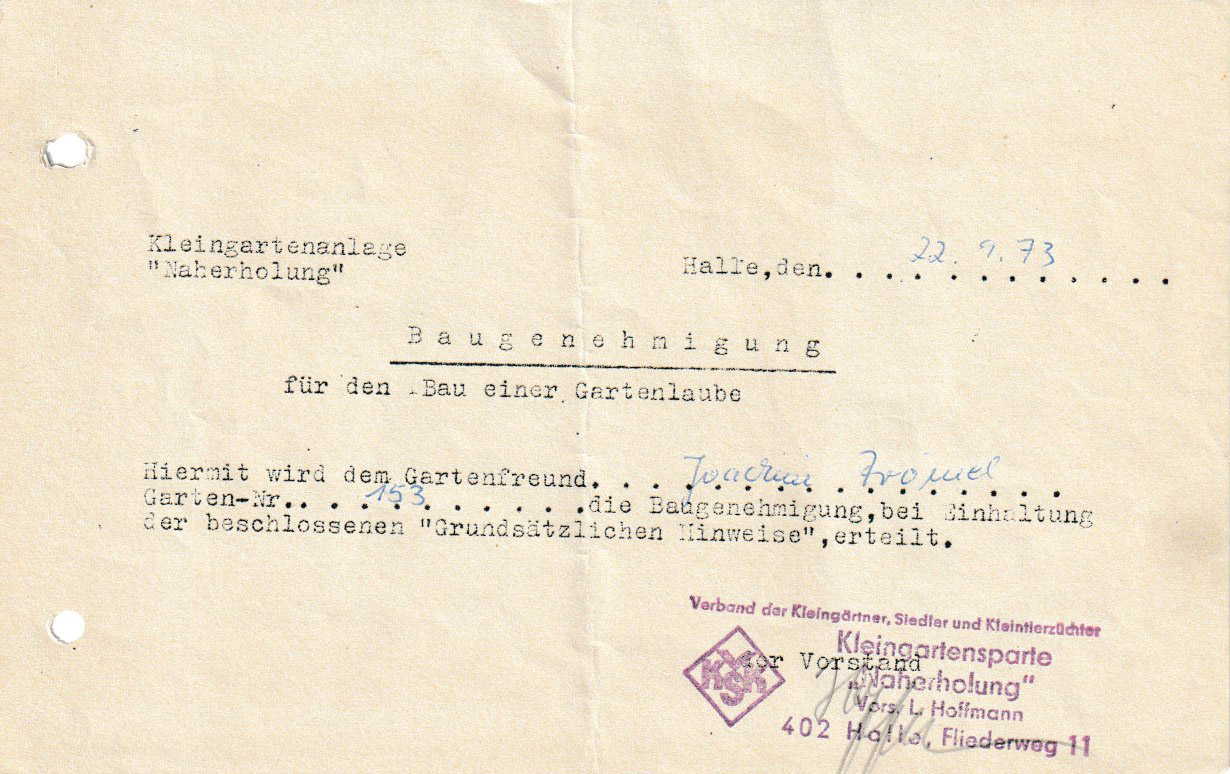 Kleingartenanlage
"Naherholung"
Halle,den. . . . . . . . . . . .
22. 9. 73
Baugenehmigung
für den Bau einer Gartenlaube
Hiermit wird dem Gartenfreund. . . Joachim Frömel
Garten-Nr.. . 153 . . . . . .die Baugenehmigung,bei Einhaltung
der beschlossenen "Grundsätzlichen Hinweise",erteilt.
Verband der Kleingärtner, Siedler und Kleintierzüchter
Kleingartensparte
der Vorstand
„Naherholung"
Vors. L. Hoffmann
402 Halle, Fliederweg 11
VKSK